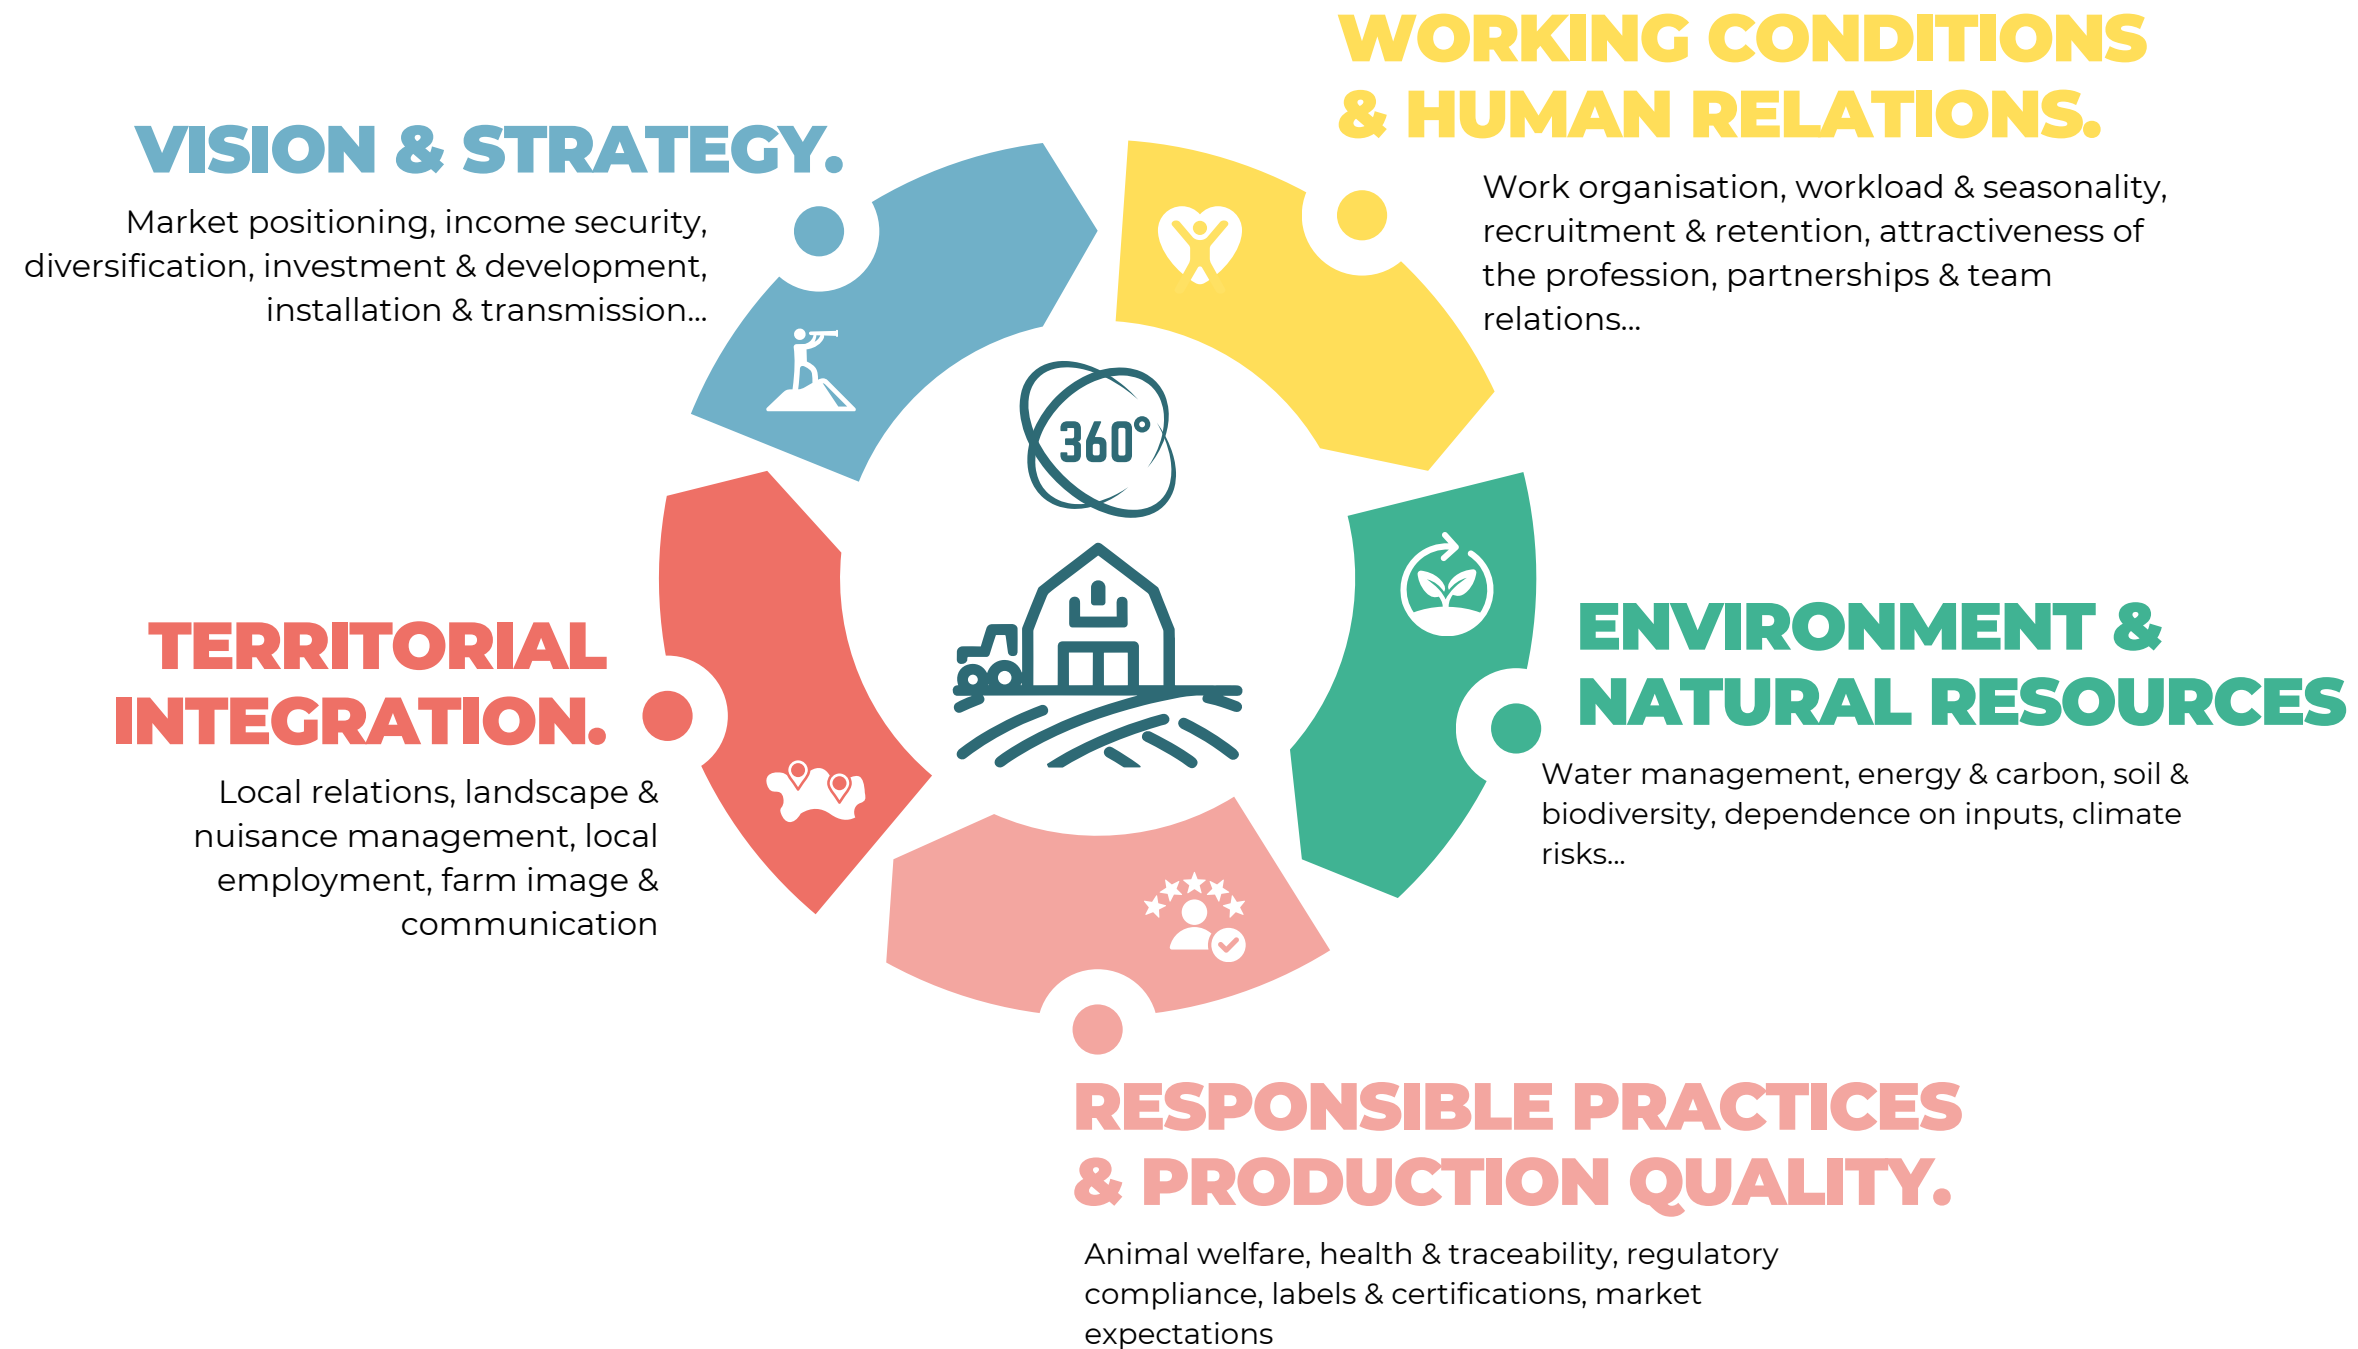 WORKING CONDITIONS
& HUMAN RELATIONS.
Work organisation, workload & seasonality,
recruitment & retention, attractiveness of
the profession, partnerships & team
relations...
VISION & STRATEGY.
Market positioning, income security,
diversification, investment & development,
installation & transmission...
360°
ENVIRONMENT &
NATURAL RESOURCES
Water management, energy & carbon, soil &
biodiversity, dependence on inputs, climate
risks...
TERRITORIAL
INTEGRATION.
Local relations, landscape &
nuisance management, local
employment, farm image &
communication
RESPONSIBLE PRACTICES
& PRODUCTION QUALITY.
Animal welfare, health & traceability, regulatory
compliance, labels & certifications, market
expectations